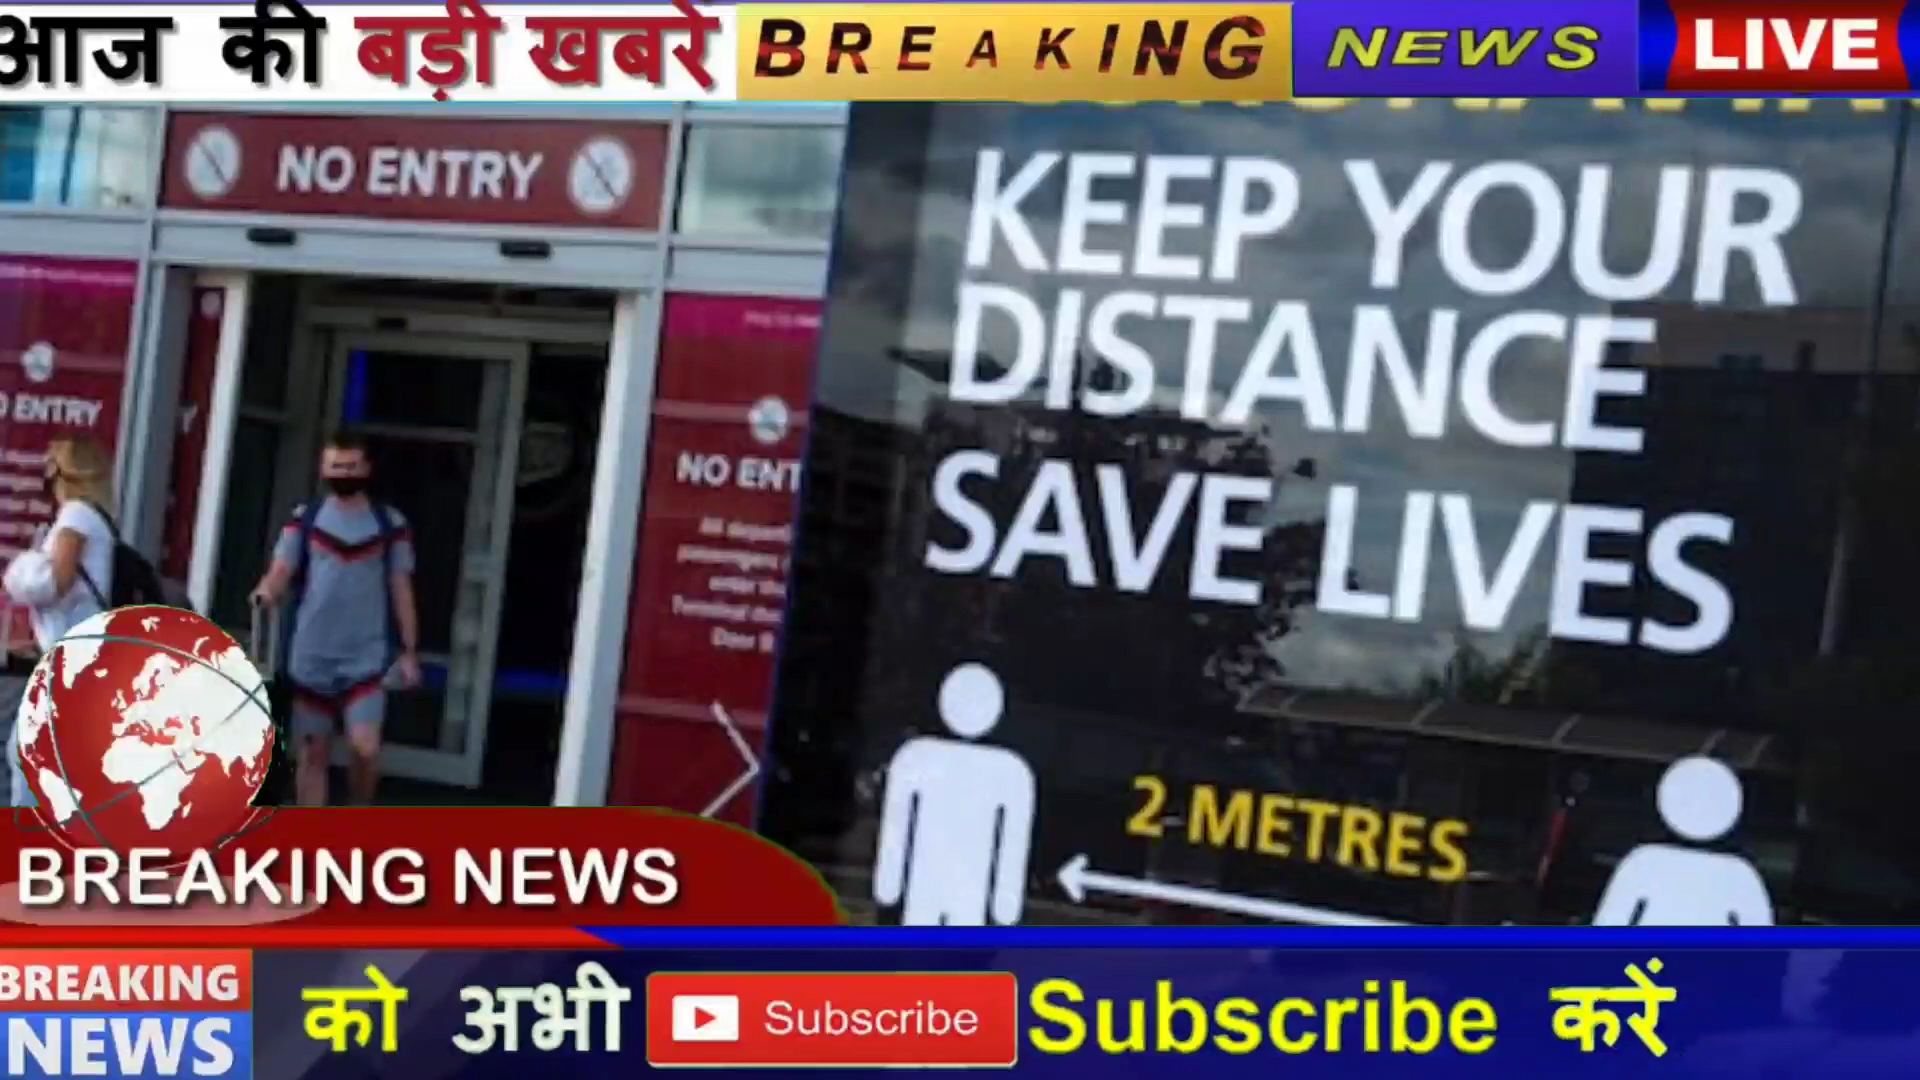 आज की बड़ी खबरें BREAKING NEWS LIVE
NO ENTRY
ENTRY
NO ENT
KEEP YOUR
DISTANCE
SAVE LIVES
2 METRES
BREAKING NEWS
BREAKING
NEWS
को अभी Subscribe Subscribe करें